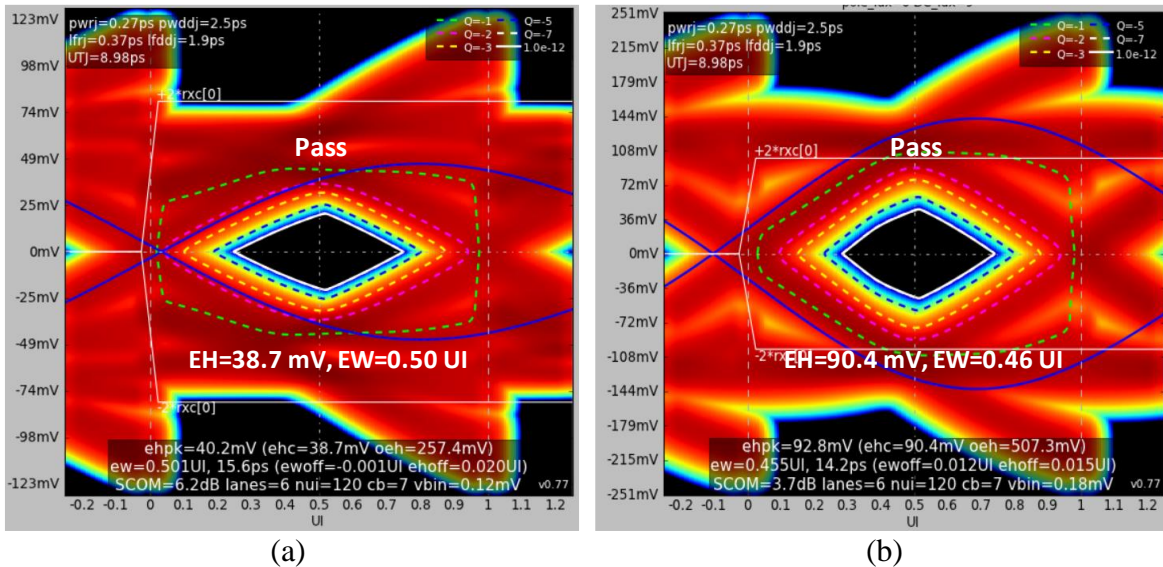 123mV
98mV
74mV
49mV
25mV
0mV
-25mV
-49mV
-74mV
-98mV
-123mV
pwrj=0.27ps pwddj=2.5ps
lfrj=0.37ps lfddj=1.9ps
UTJ=8.98ps
Q=-1 Q=-5
Q=-2 Q=-7
Q=-3 1.0e-12
+2*rxc[0]
Pass
EH=38.7 mV, EW=0.50 UI
-2*rxc[0]
ehpk=40.2mV (ehc=38.7mV oeh=257.4mV)
ew=0.501UI, 15.6ps (ewoff=-0.001UI ehoff=0.020UI)
SCOM=6.2dB lanes=6 nui=120 cb=7 vbin=0.12mV
v0.77
-0.2 -0.1 0 0.1 0.2 0.3 0.4 0.5 0.6 0.7 0.8 0.9 1 1.1 1.2
UI
(a)
251mV
215mV
179mV
144mV
108mV
72mV
36mV
0mV
-36mV
-72mV
-108mV
-144mV
-179mV
-215mV
-251mV
pwrj=0.27ps pwddj=2.5ps
lfrj=0.37ps lfddj=1.9ps
UTJ=8.98ps
Q=-1 Q=-5
Q=-2 Q=-7
Q=-3 1.0e-12
+2*rxc[0]
Pass
-2*rxc[0]
EH=90.4 mV, EW=0.46 UI
ehpk=92.8mV (ehc=90.4mV oeh=507.3mV)
ew=0.455UI, 14.2ps (ewoff=0.012UI ehoff=0.015UI)
SCOM=3.7dB lanes=6 nui=120 cb=7 vbin=0.18mV
v0.77
-0.2 -0.1 0 0.1 0.2 0.3 0.4 0.5 0.6 0.7 0.8 0.9 1 1.1 1.2
UI
(b)